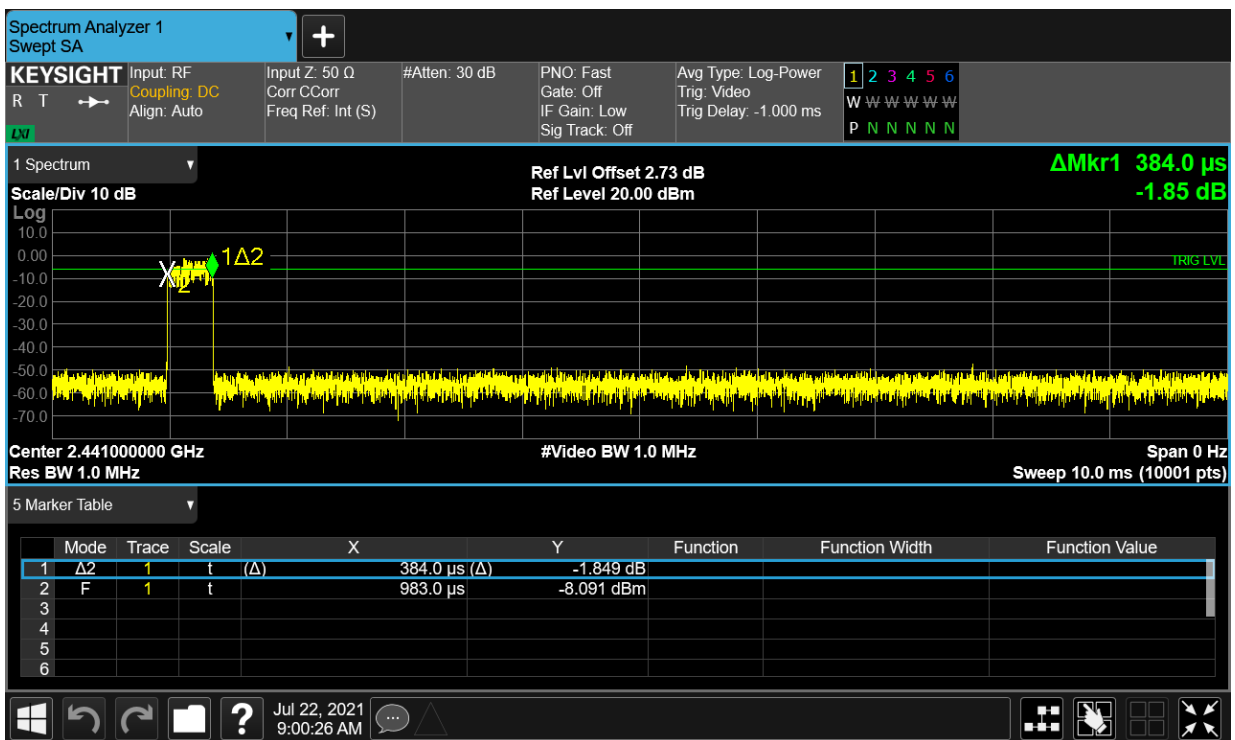 Spectrum Analyzer 1
Swept SA
+
KEYSIGHT
R T
LXI
Input: RF
Coupling: DC
Align: Auto
Input Z: 50 Ω
Corr CCorr
Freq Ref: Int (S)
#Atten: 30 dB
PNO: Fast
Gate: Off
IF Gain: Low
Sig Track: Off
Avg Type: Log-Power
Trig: Video
Trig Delay: -1.000 ms
1 2 3 4 5 6
W W W W W W
P N N N N N
1 Spectrum
Scale/Div 10 dB
Ref Lvl Offset 2.73 dB
Ref Level 20.00 dBm
ΔMkr1 384.0 µs
-1.85 dB
Log
10.0
0.00
-10.0
-20.0
-30.0
-40.0
-50.0
-60.0
-70.0
1Δ2
X2
TRIG LVL
Center 2.441000000 GHz
Res BW 1.0 MHz
#Video BW 1.0 MHz
Span 0 Hz
Sweep 10.0 ms (10001 pts)
5 Marker Table
Mode Trace Scale X Y Function Function Width Function Value
1 Δ2 1 t (Δ) 384.0 µs (Δ) -1.849 dB
2 F 1 t 983.0 µs -8.091 dBm
3
4
5
6
?
Jul 22, 2021
9:00:26 AM